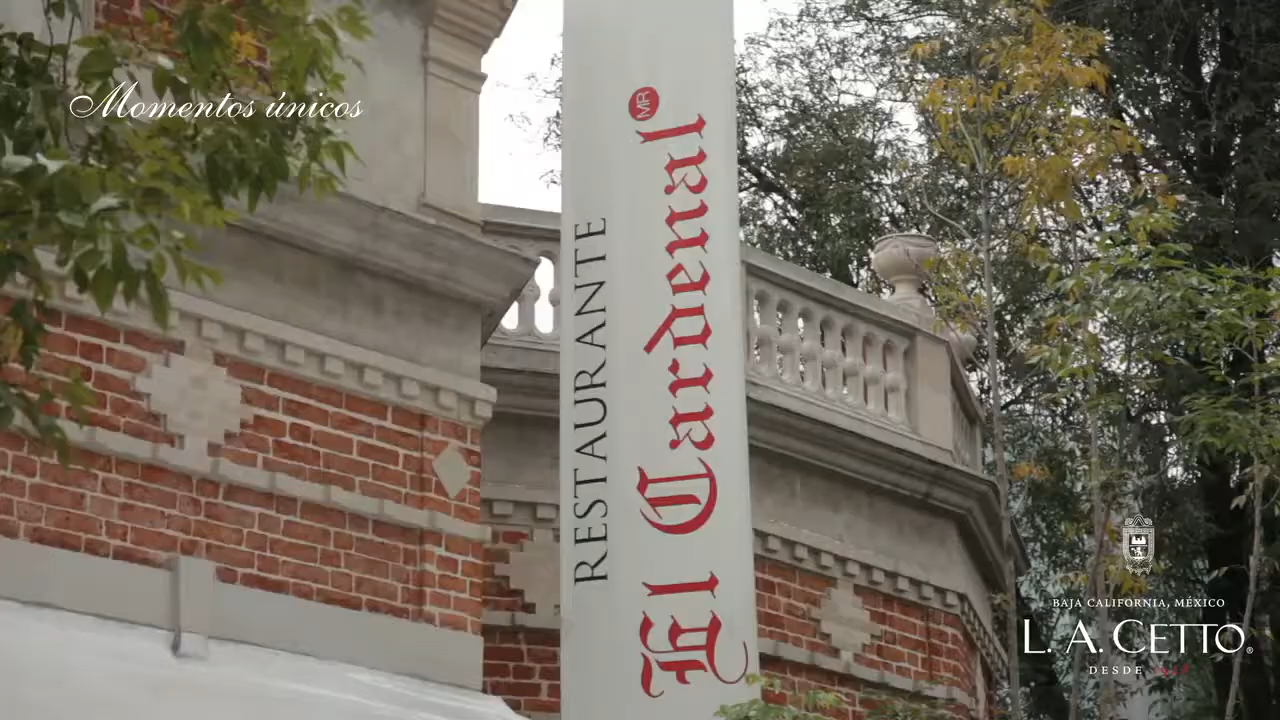 Momentos únicos
RESTAURANTE
El Cardenal MR
BAJA CALIFORNIA, MÉXICO
L. A. CETTO®
DESDE